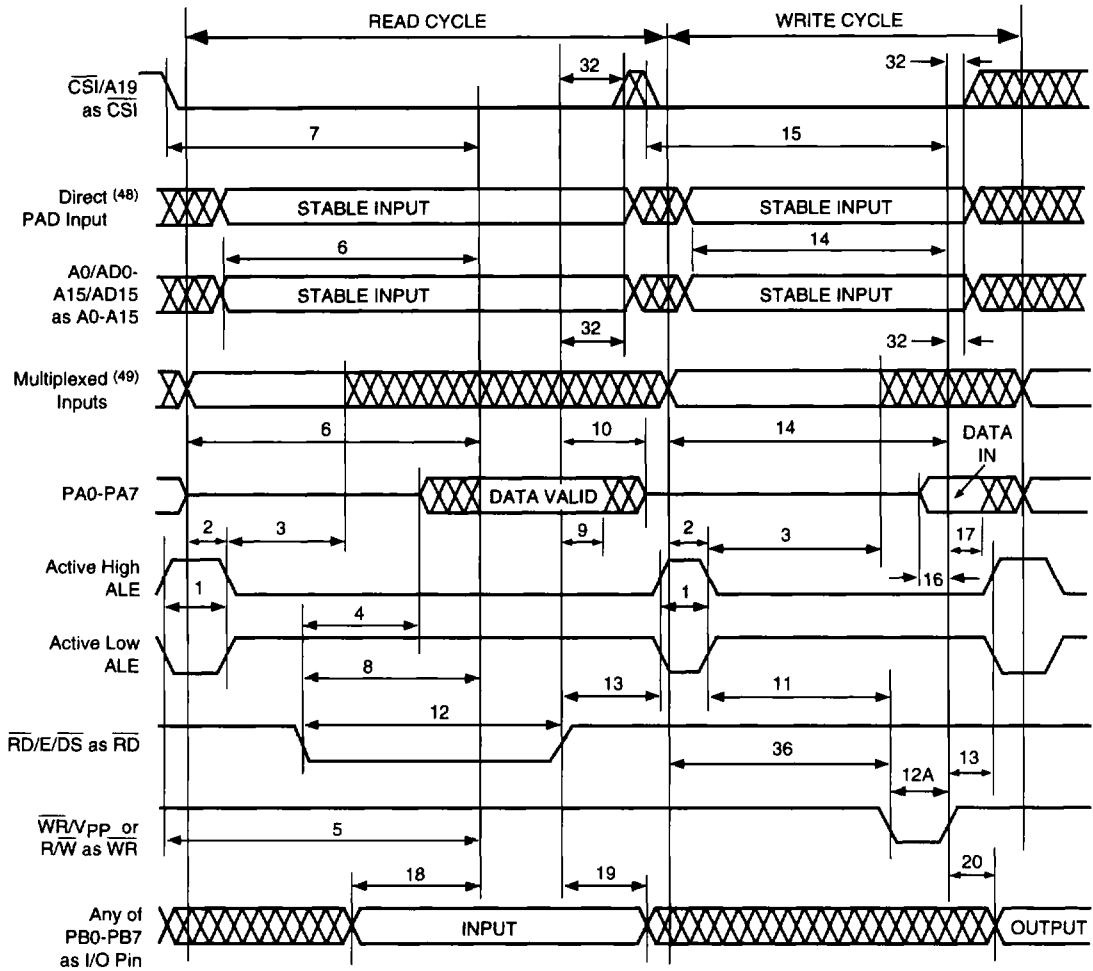 READ CYCLE
WRITE CYCLE
CSI/A19
as CSI
32
32
7
15
Direct (48)
PAD Input
STABLE INPUT
STABLE INPUT
6
14
A0/AD0-
A15/AD15
as A0-A15
STABLE INPUT
STABLE INPUT
32
32
Multiplexed (49)
Inputs
6
10
14
DATA
IN
PA0-PA7
DATA VALID
2
3
9
2
3
17
16
Active High
ALE
1
1
4
Active Low
ALE
8
13
11
12
RD/E/DS as RD
36
12A
13
WR/VPP or
R/W as WR
5
18
19
20
Any of
PB0-PB7
as I/O Pin
INPUT
OUTPUT